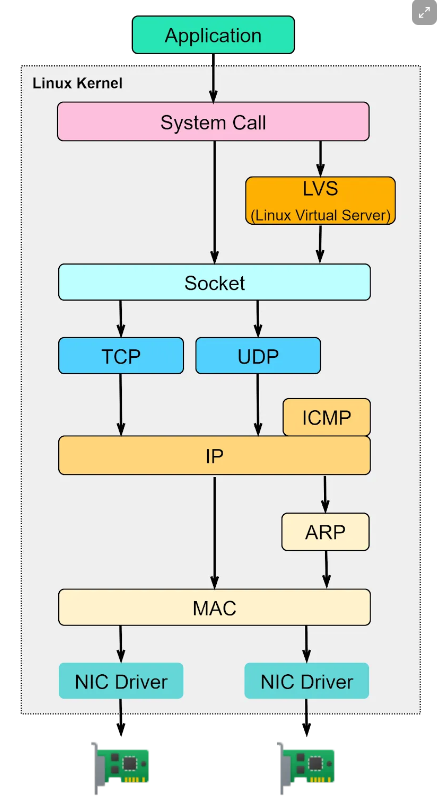 Application
Linux Kernel
System Call
LVS
(Linux Virtual Server)
Socket
TCP
UDP
ICMP
IP
ARP
MAC
NIC Driver
NIC Driver